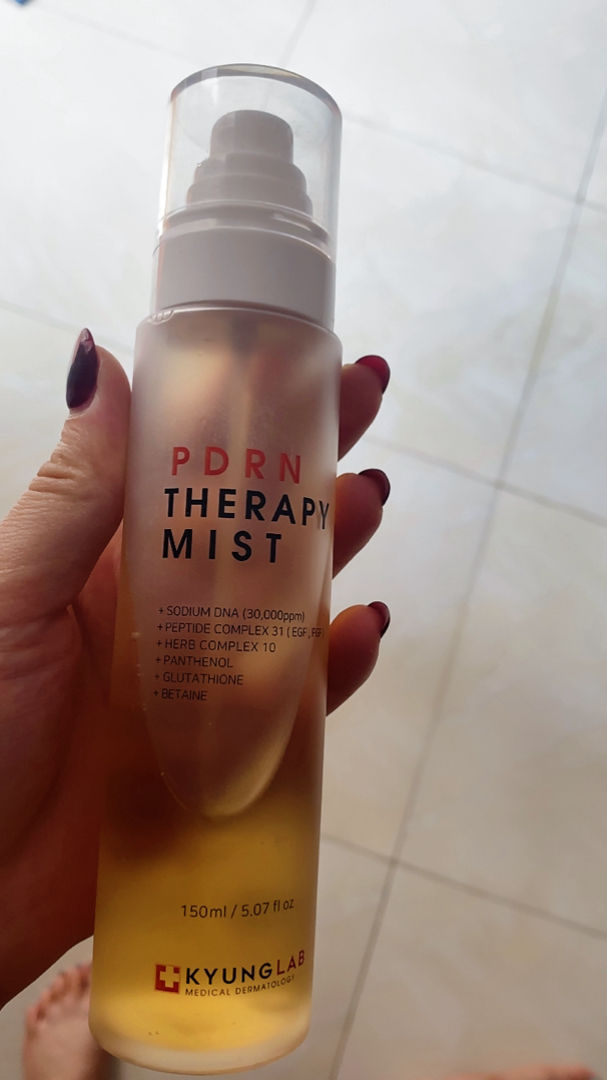 PDRN
THERAPY
MIST
+ SODIUM DNA (30,000ppm)
+ PEPTIDE COMPLEX 31 ( EGF , FGF )
+ HERB COMPLEX 10
+ PANTHENOL
+ GLUTATHIONE
+ BETAINE
150ml / 5.07 fl oz
KYUNGLAB
MEDICAL DERMATOLOGY